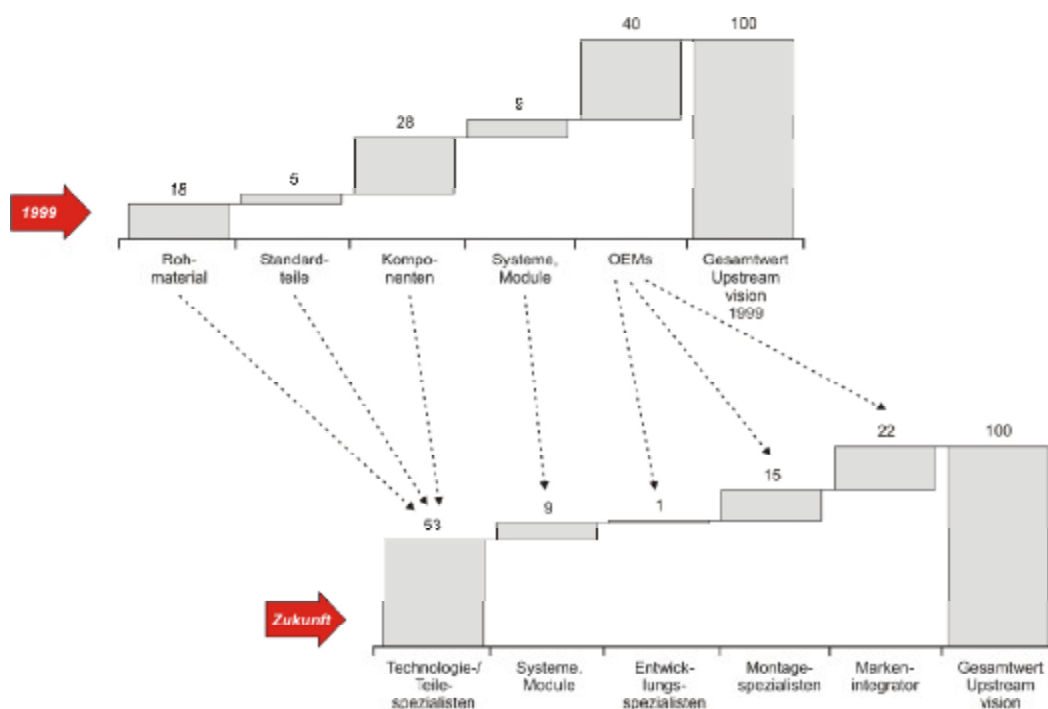 40 100
9
28
5
18
1999
Roh- Standard- Kompo- Systeme, OEMs Gesamtwert
material teile nenten Module Upstream
vision
1999
22 100
15
53 9 1
Zukunft
Technologie-/ Systeme. Entwick- Montage- Marken- Gesamtwert
Teile- Module lungs- spezialisten integrator Upstream
spezialisten spezialisten vision